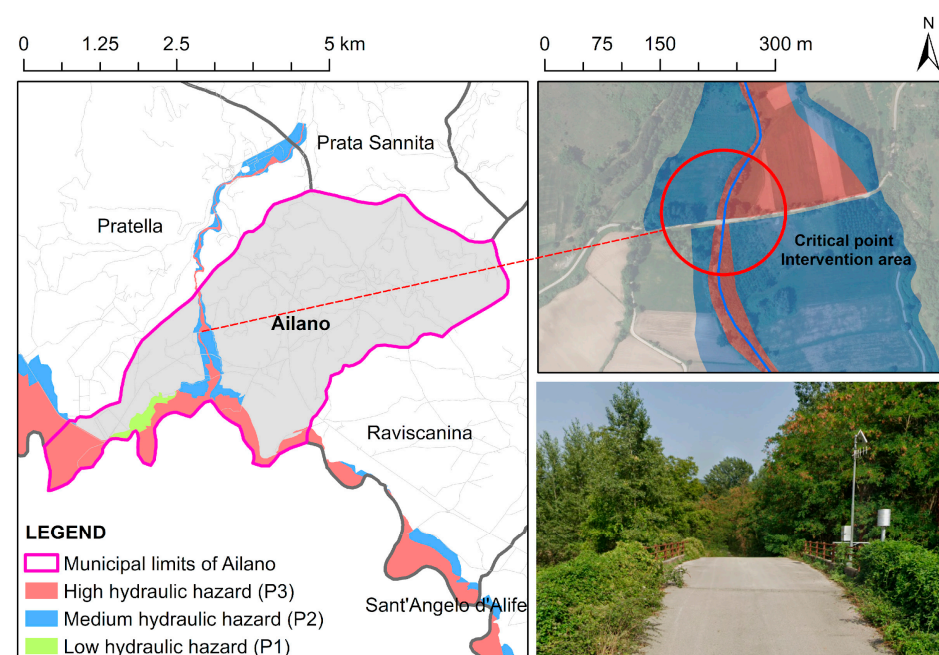 0 1.25 2.5 5 km
0 75 150 300 m
N
Prata Sannita
Pratella
Ailano
Raviscanina
Sant'Angelo d'Alife
Critical point
Intervention area
LEGEND
Municipal limits of Ailano
High hydraulic hazard (P3)
Medium hydraulic hazard (P2)
Low hydraulic hazard (P1)